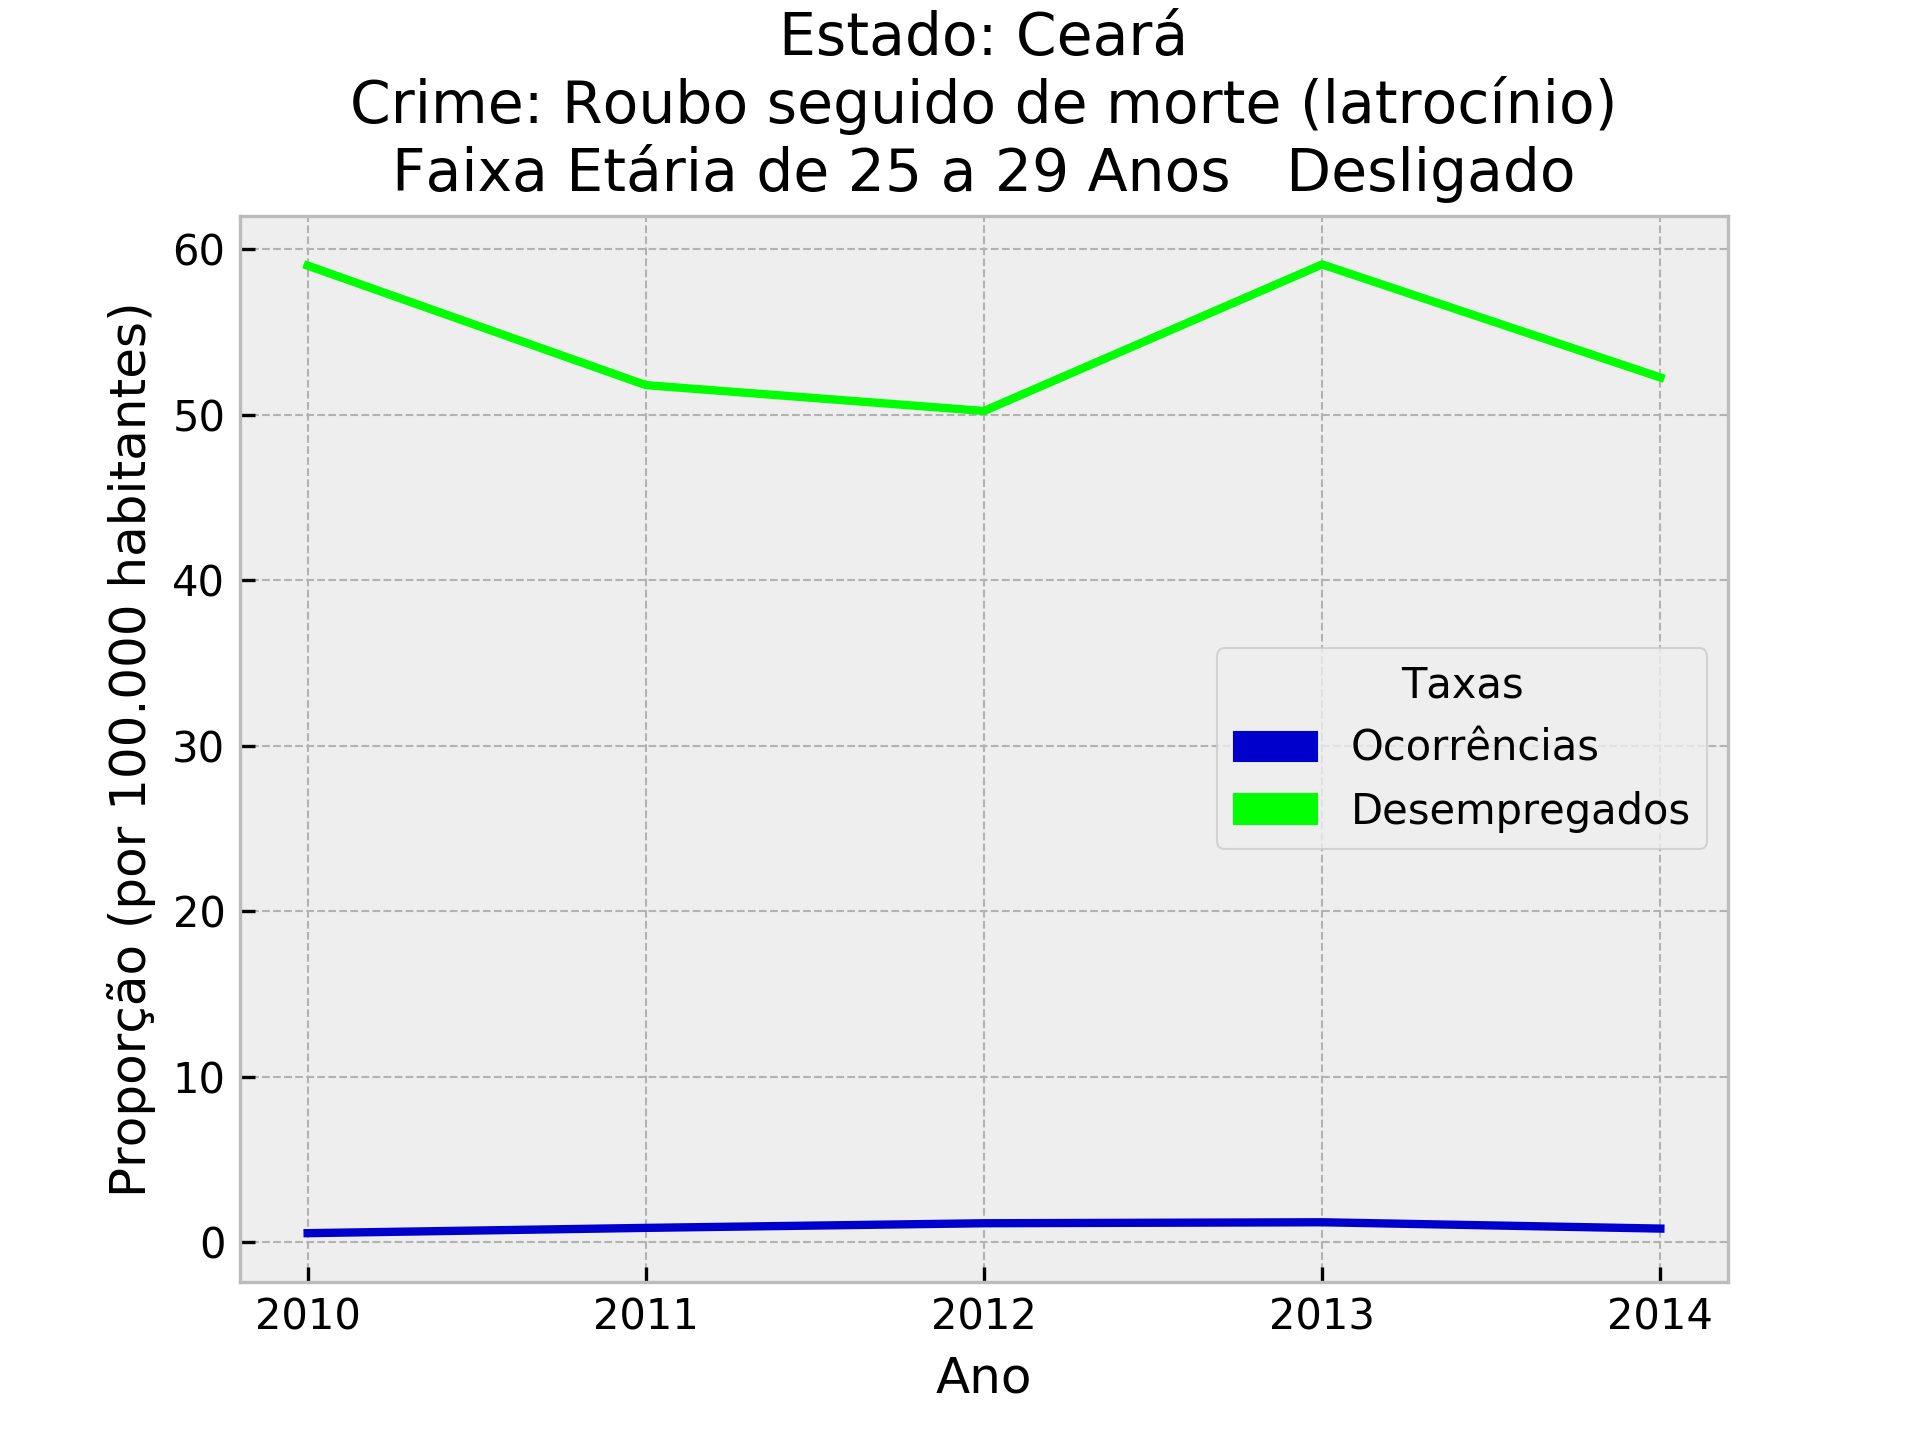 Estado: Ceará
Crime: Roubo seguido de morte (latrocínio)
Faixa Etária de 25 a 29 Anos   Desligado
Proporção (por 100.000 habitantes)
60
50
40
30
20
10
0
Taxas
Ocorrências
Desempregados
2010 2011 2012 2013 2014
Ano